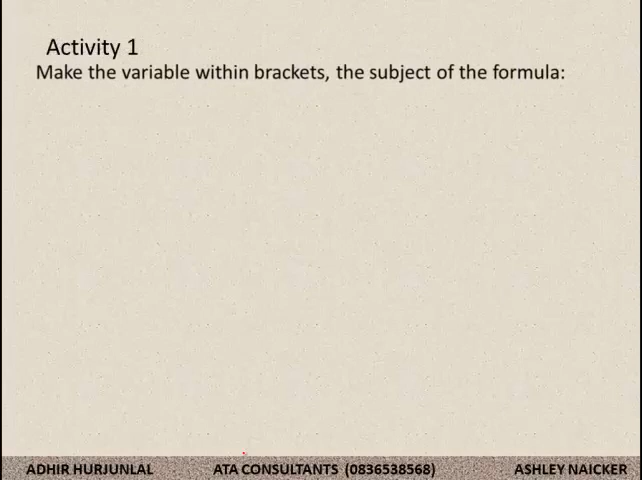 Activity 1
Make the variable within brackets, the subject of the formula:
ADHIR HURJUNLAL ATA CONSULTANTS (0836538568) ASHLEY NAICKER